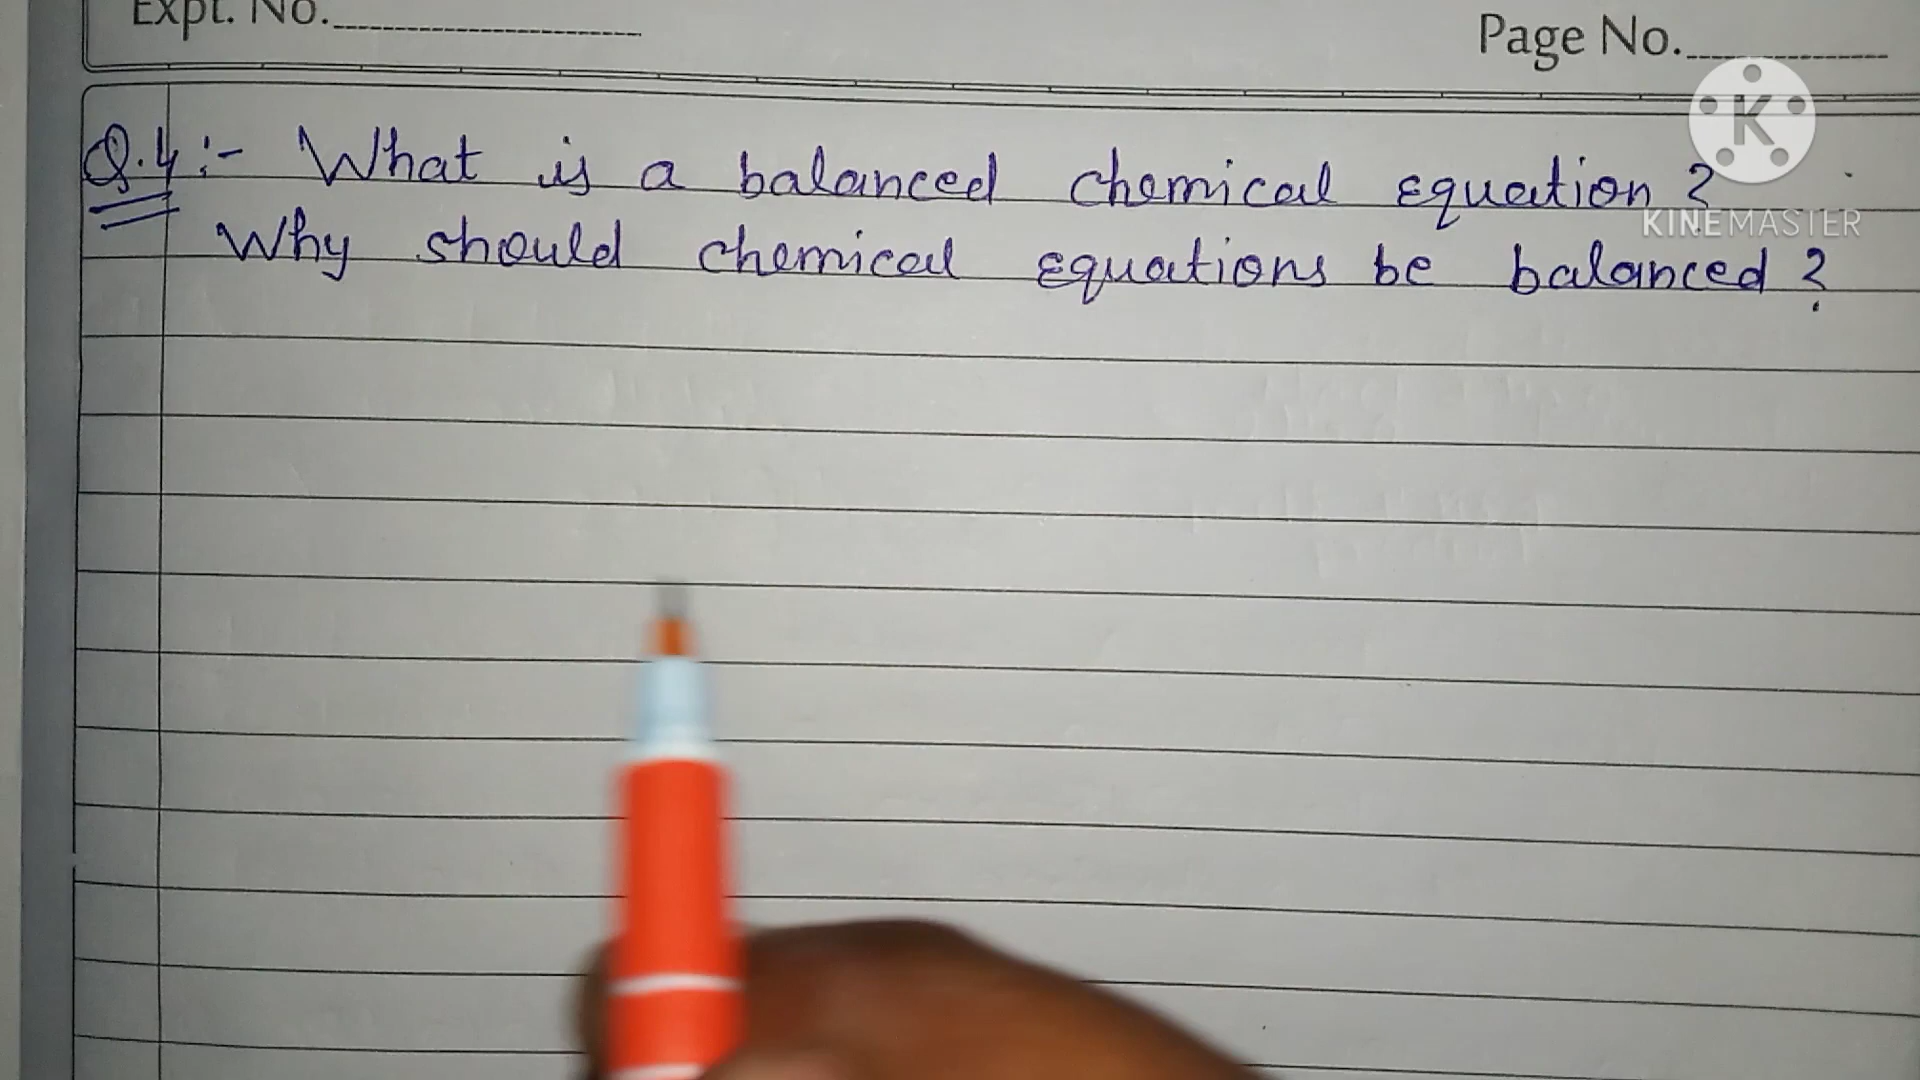 Expt. No.
Page No.
K
KINEMASTER
Q.4:- What is a balanced chemical equation ?
Why should chemical equations be balanced ?